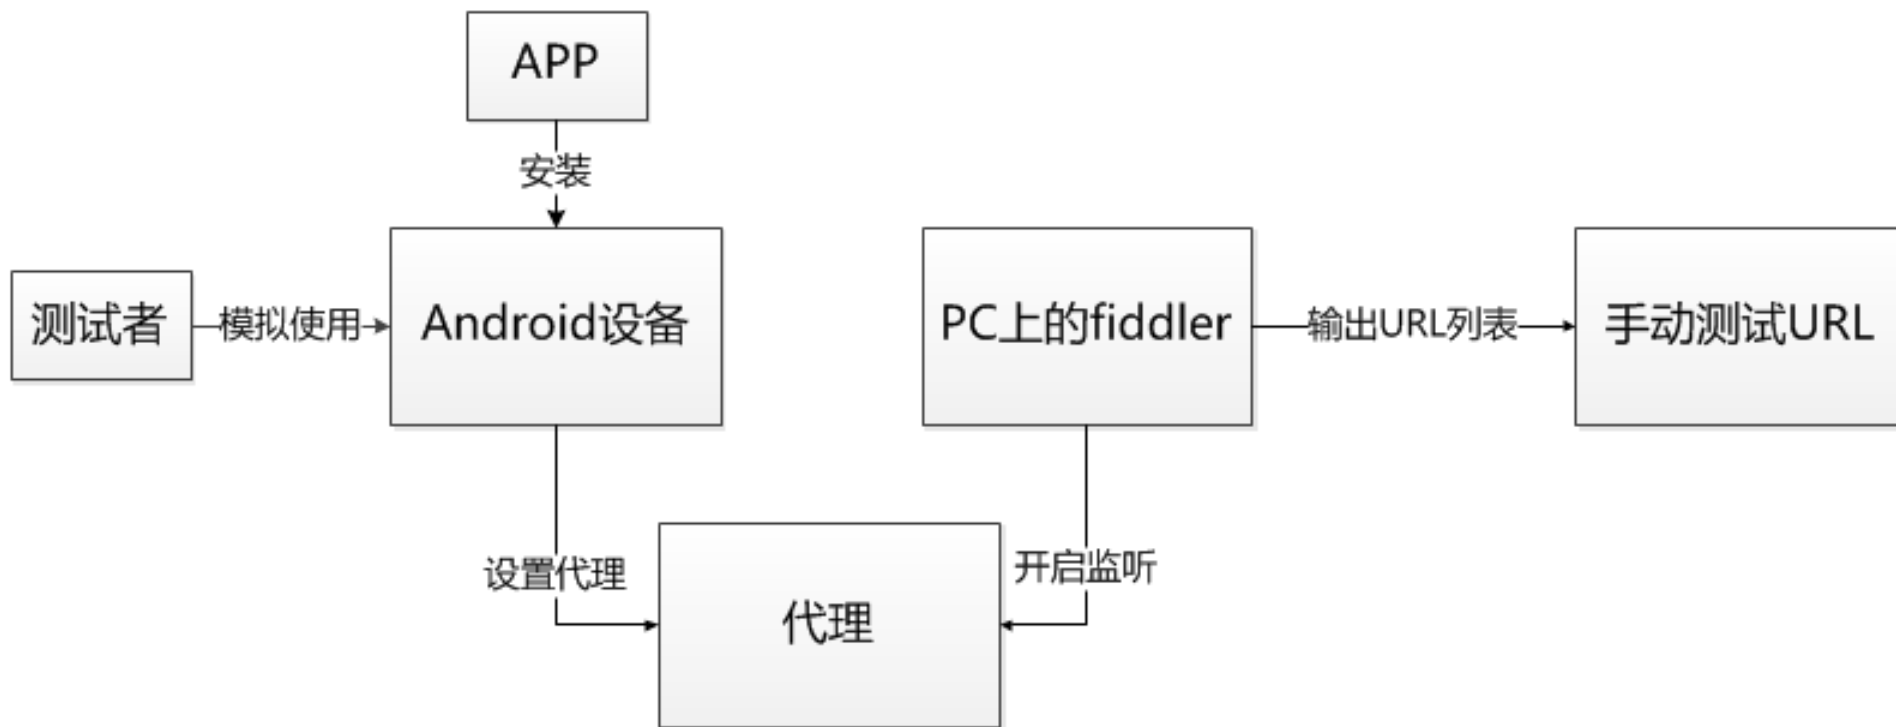 APP
安装
测试者
模拟使用
Android设备
PC上的fiddler
输出URL列表
手动测试URL
设置代理
代理
开启监听